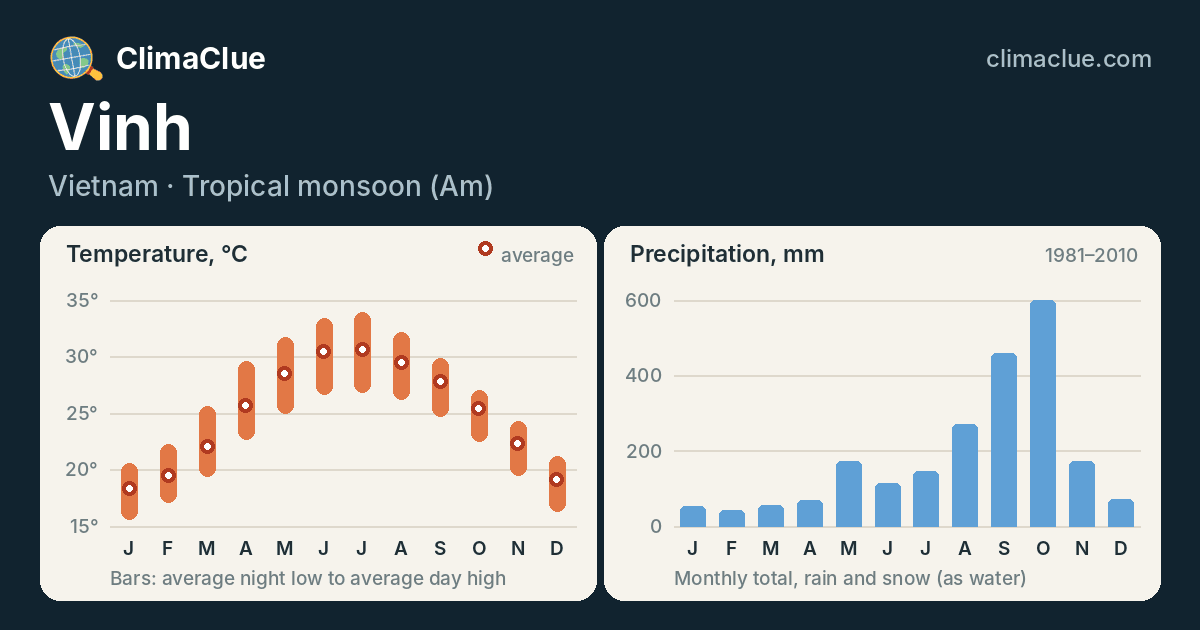 ClimaClue
climaclue.com
Vinh
Vietnam · Tropical monsoon (Am)
Temperature, °C
average
35°
30°
25°
20°
15°
J F M A M J J A S O N D
Bars: average night low to average day high
Precipitation, mm
1981–2010
600
400
200
0
J F M A M J J A S O N D
Monthly total, rain and snow (as water)